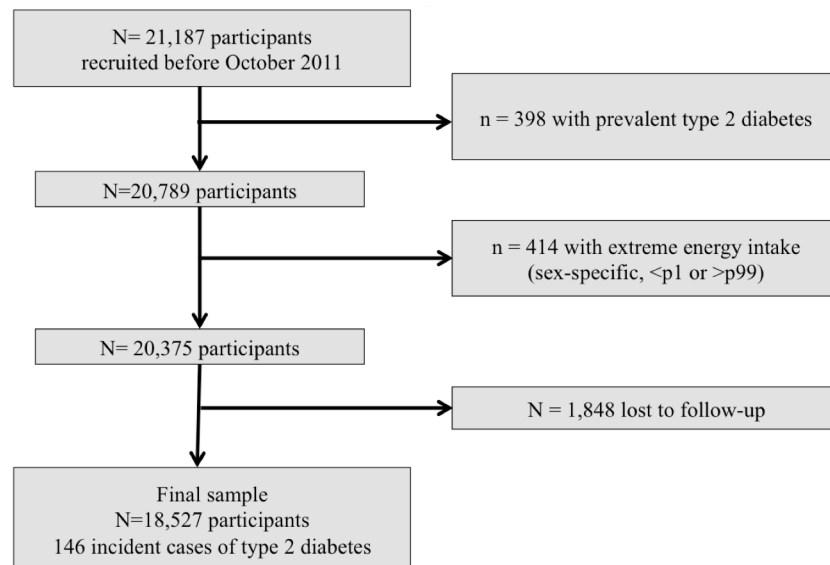 N= 21,187 participants
recruited before October 2011
n = 398 with prevalent type 2 diabetes
N=20,789 participants
n = 414 with extreme energy intake
(sex-specific, <p1 or >p99)
N= 20,375 participants
N = 1,848 lost to follow-up
Final sample
N=18,527 participants
146 incident cases of type 2 diabetes